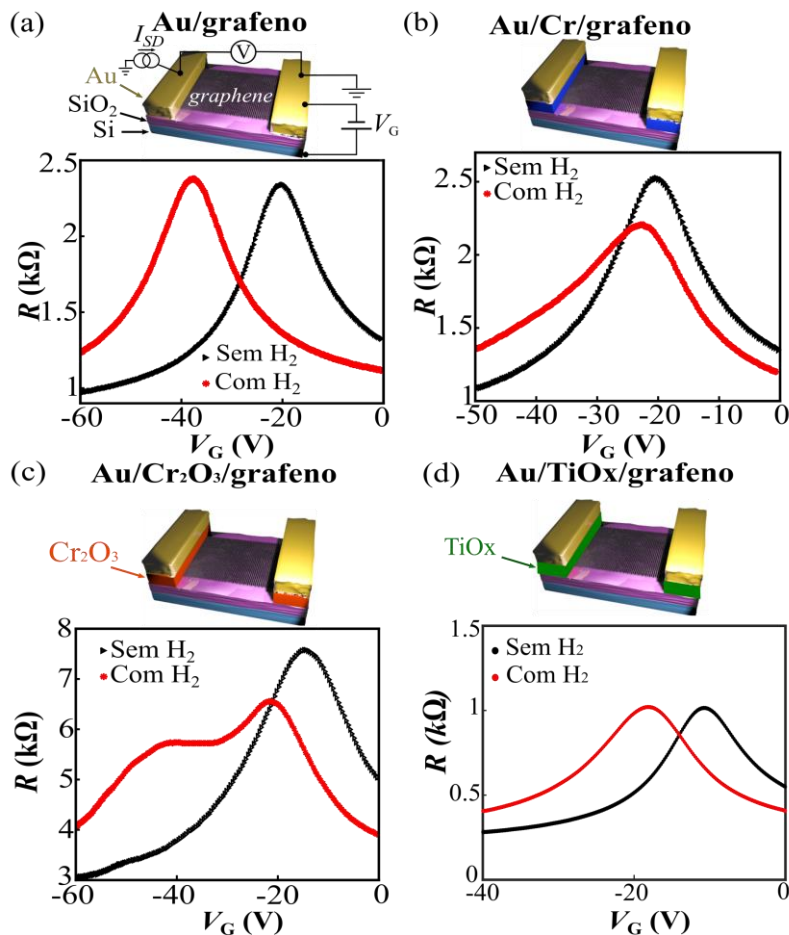 (a) Au/grafeno
I_SD
V
Au
SiO₂
Si
graphene
V_G
R (kΩ)
2.5
2
1.5
1
Sem H₂
Com H₂
-60 -40 -20 0
V_G (V)
(b) Au/Cr/grafeno
R (kΩ)
2.5
2
1.5
1
Sem H₂
Com H₂
-50 -40 -30 -20 -10 0
V_G (V)
(c) Au/Cr₂O₃/grafeno
Cr₂O₃
R (kΩ)
8
7
6
5
4
3
Sem H₂
Com H₂
-60 -40 -20 0
V_G (V)
(d) Au/TiOx/grafeno
TiOx
R (kΩ)
1.5
1
0.5
0
Sem H₂
Com H₂
-40 -20 0
V_G (V)